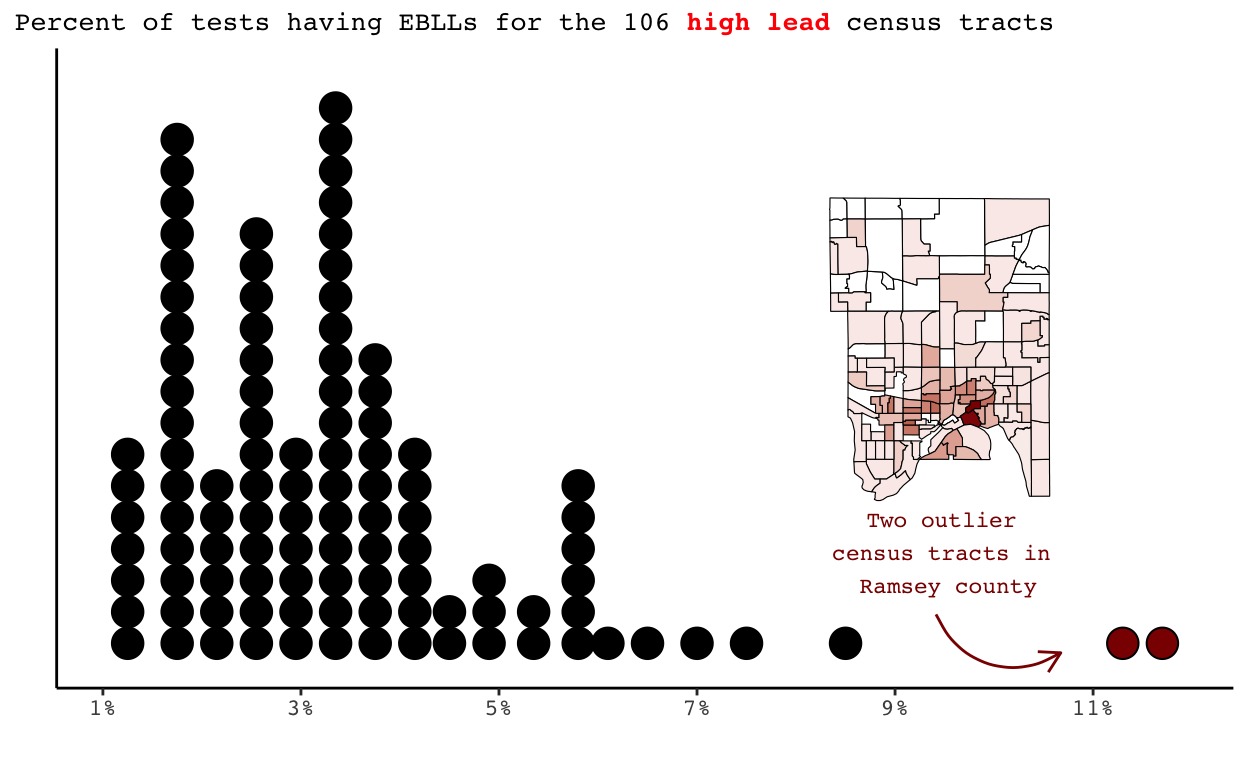 Percent of tests having EBLLs for the 106 high lead census tracts
Two outlier
census tracts in
Ramsey county
1%
3%
5%
7%
9%
11%